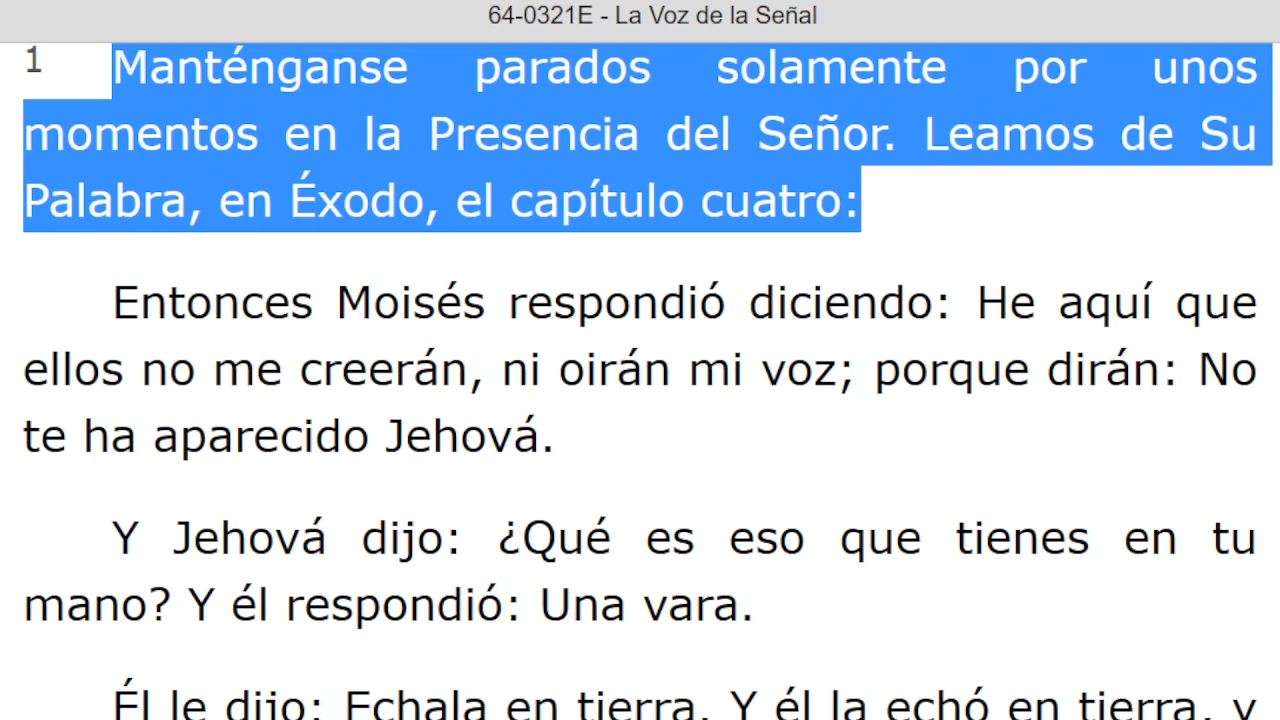 64-0321E - La Voz de la Señal
1 Manténganse parados solamente por unos
momentos en la Presencia del Señor. Leamos de Su
Palabra, en Éxodo, el capítulo cuatro:
Entonces Moisés respondió diciendo: He aquí que
ellos no me creerán, ni oirán mi voz; porque dirán: No
te ha aparecido Jehová.
Y Jehová dijo: ¿Qué es eso que tienes en tu
mano? Y él respondió: Una vara.
Él le dijo: Echala en tierra. Y él la echó en tierra, y